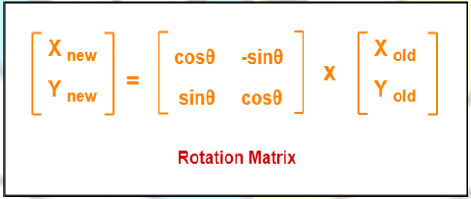 X new = cosθ -sinθ x X old
Y new sinθ cosθ Y old
Rotation Matrix